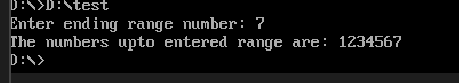 D:\>D:\test
Enter ending range number: 7
The numbers upto entered range are: 1234567
D:\>